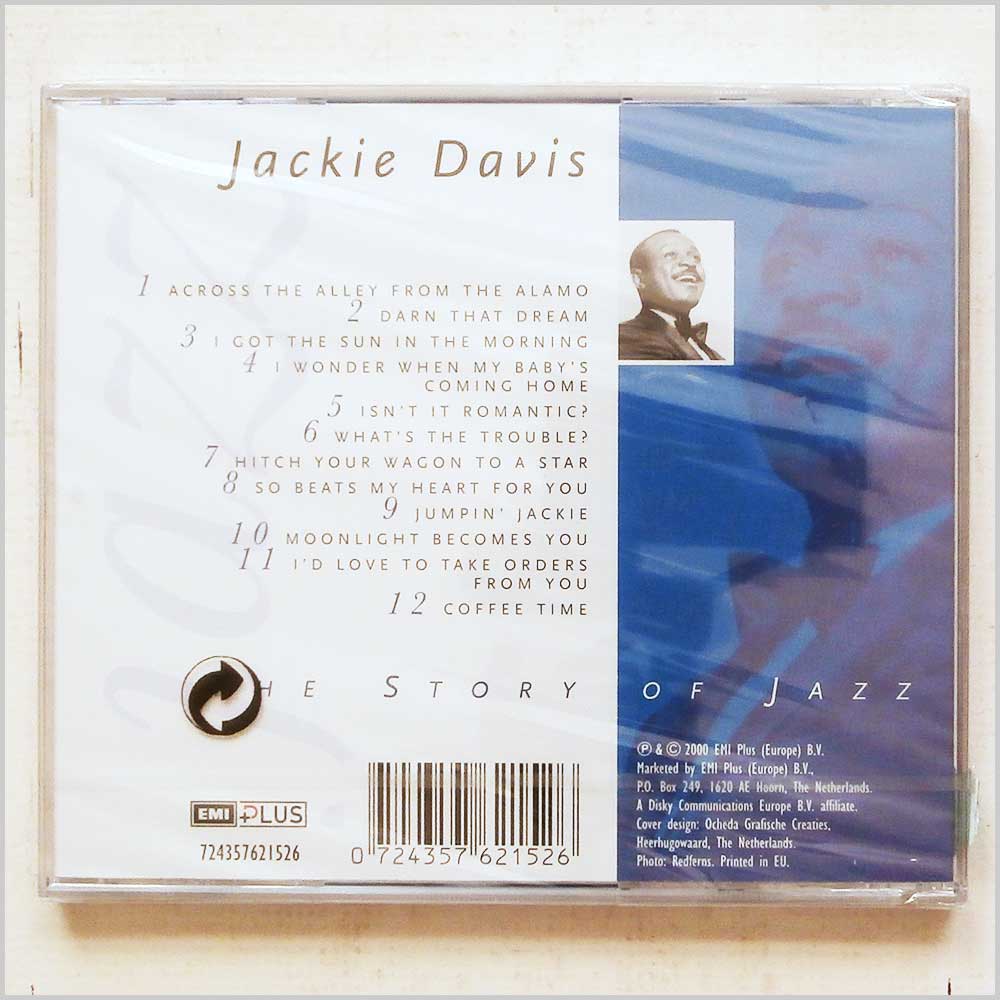 Jackie Davis
1 ACROSS THE ALLEY FROM THE ALAMO
2 DARN THAT DREAM
3 I GOT THE SUN IN THE MORNING
4 I WONDER WHEN MY BABY'S
COMING HOME
5 ISN'T IT ROMANTIC?
6 WHAT'S THE TROUBLE?
7 HITCH YOUR WAGON TO A STAR
8 SO BEATS MY HEART FOR YOU
9 JUMPIN' JACKIE
10 MOONLIGHT BECOMES YOU
11 I'D LOVE TO TAKE ORDERS
FROM YOU
12 COFFEE TIME
jazz
HE STORY OF JAZZ
EMI PLUS
724357621526
0 724357 621526
℗ & © 2000 EMI Plus (Europe) B.V.
Marketed by EMI Plus (Europe) B.V.,
P.O. Box 249, 1620 AE Hoorn, The Netherlands.
A Disky Communications Europe B.V. affiliate.
Cover design: Ocheda Grafische Creaties,
Heerhugowaard, The Netherlands.
Photo: Redferns. Printed in EU.